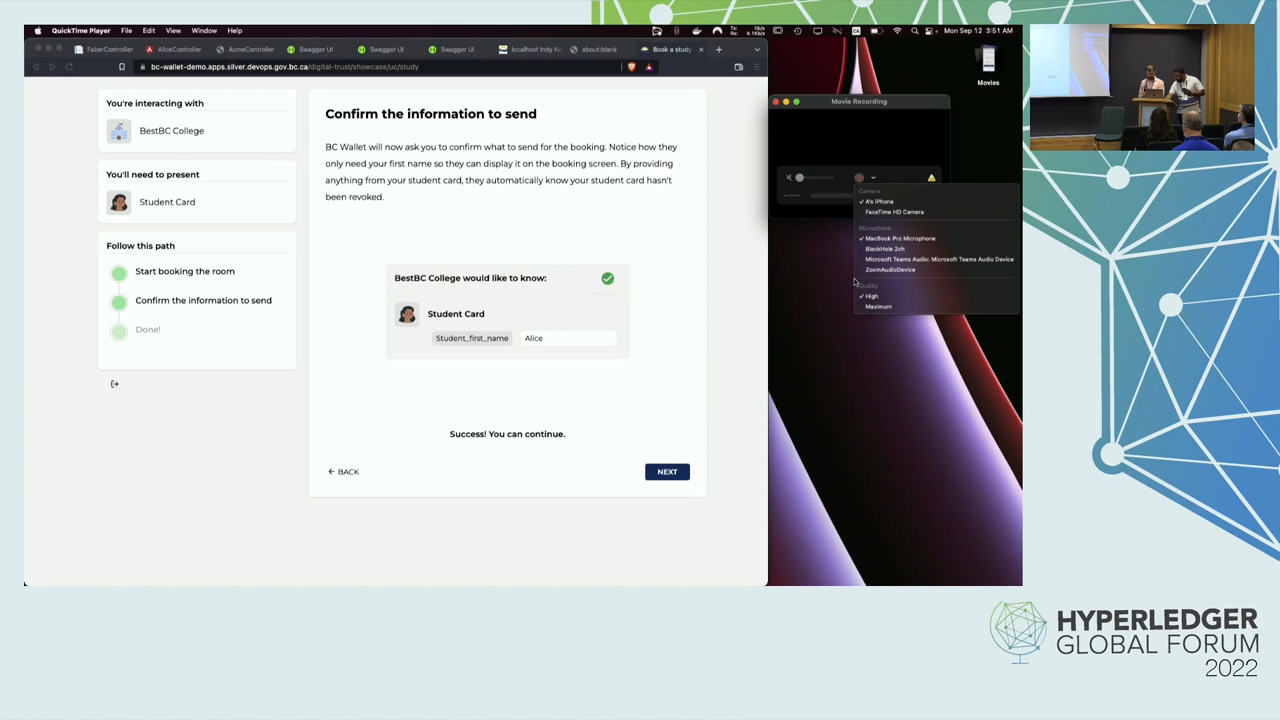 QuickTime Player File Edit View Window Help
Mon Sep 12 3:51 AM
FaberController
AliceController
AcmeController
Swagger UI
Swagger UI
Swagger UI
localhost Indy N
about:blank
Book a study
bc-wallet-demo.apps.silver.devops.gov.bc.ca/digital-trust/showcase/uc/study
You're interacting with
BestBC College
You'll need to present
Student Card
Follow this path
Start booking the room
Confirm the information to send
Done!
Confirm the information to send
BC Wallet will now ask you to confirm what to send for the booking. Notice how they
only need your first name so they can display it on the booking screen. By providing
anything from your student card, they automatically know your student card hasn't
been revoked.
BestBC College would like to know:
Student Card
Student_first_name Alice
Success! You can continue.
BACK
NEXT
Movies
Movie Recording
Camera
A's iPhone
FaceTime HD Camera
Microphone
MacBook Pro Microphone
BlackHole 2ch
Microsoft Teams Audio: Microsoft Teams Audio Device
ZoomAudioDevice
Quality
High
Maximum
HYPERLEDGER
GLOBAL FORUM
2022